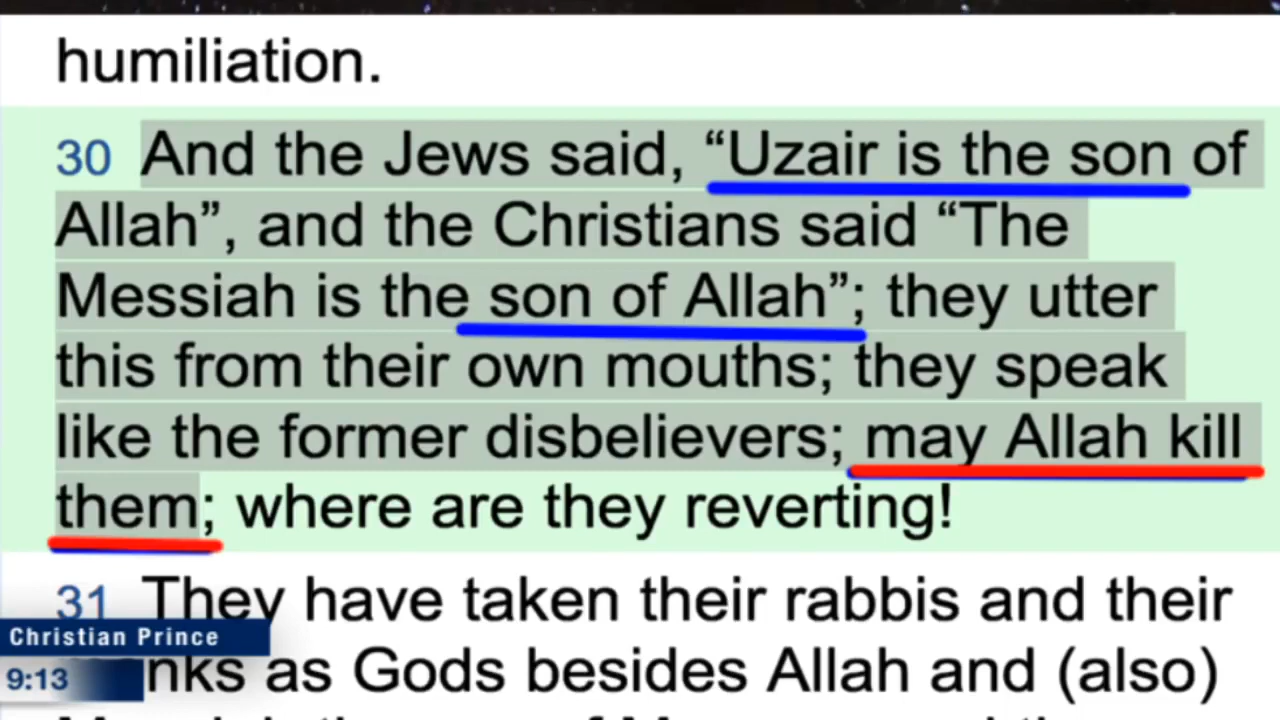 humiliation.
30 And the Jews said, “Uzair is the son of
Allah”, and the Christians said “The
Messiah is the son of Allah”; they utter
this from their own mouths; they speak
like the former disbelievers; may Allah kill
them; where are they reverting!
31 They have taken their rabbis and their
Christian Prince
as Gods besides Allah and (also)
9:13